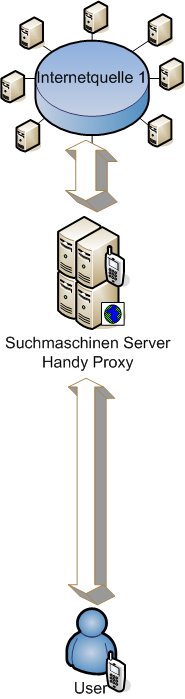 Internetquelle 1
Suchmaschinen Server
Handy Proxy
User